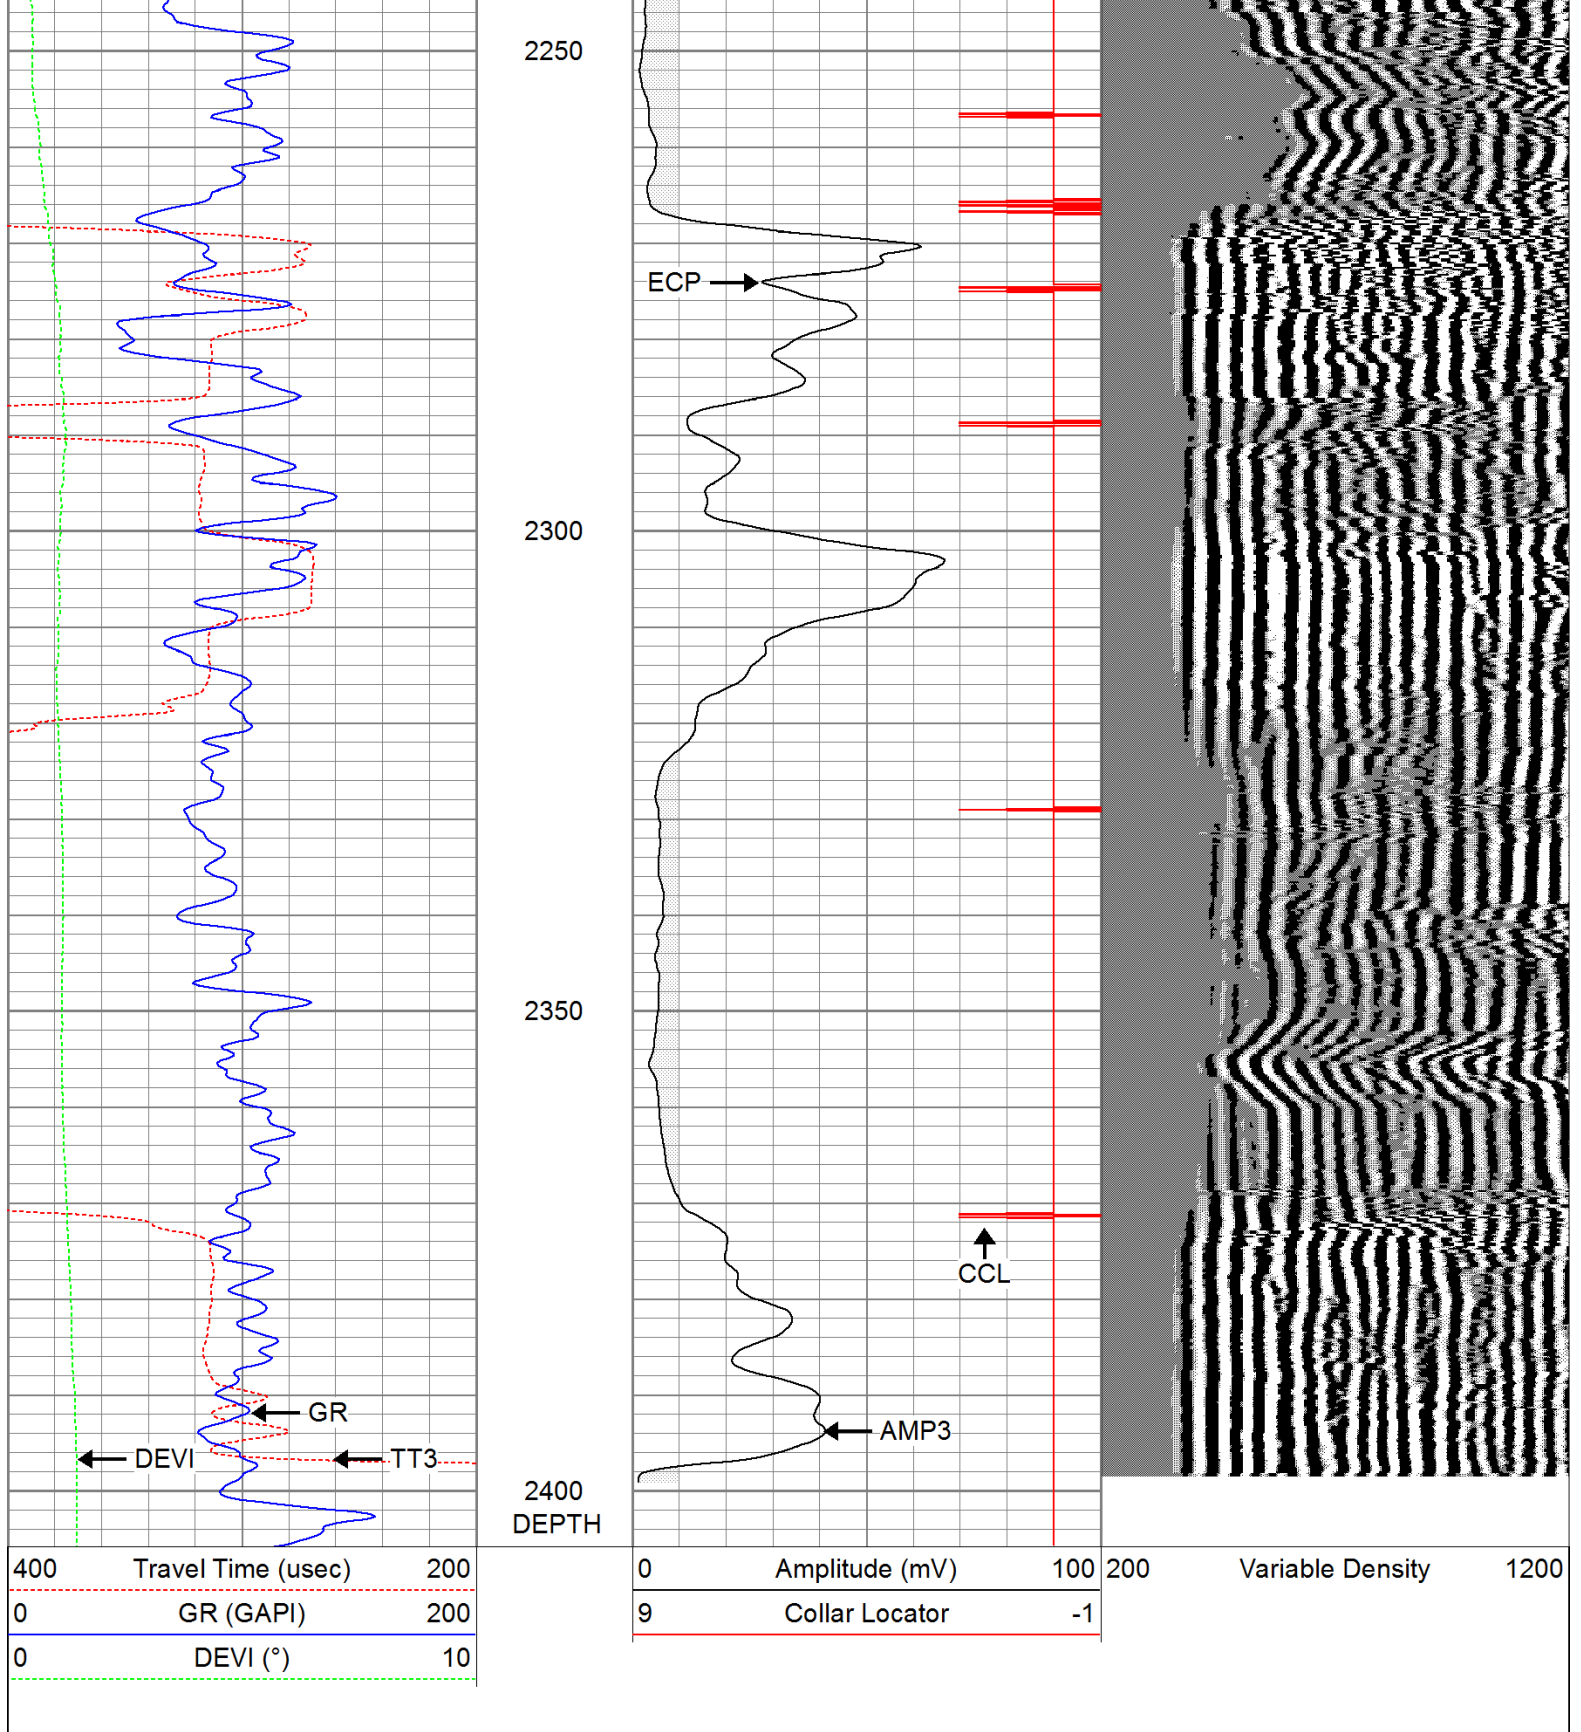 2250
ECP
2300
2350
CCL
GR
AMP3
DEVI
TT3
2400
DEPTH
400 Travel Time (usec) 200
0 GR (GAPI) 200
0 DEVI (°) 10
0 Amplitude (mV) 100
9 Collar Locator -1
200 Variable Density 1200